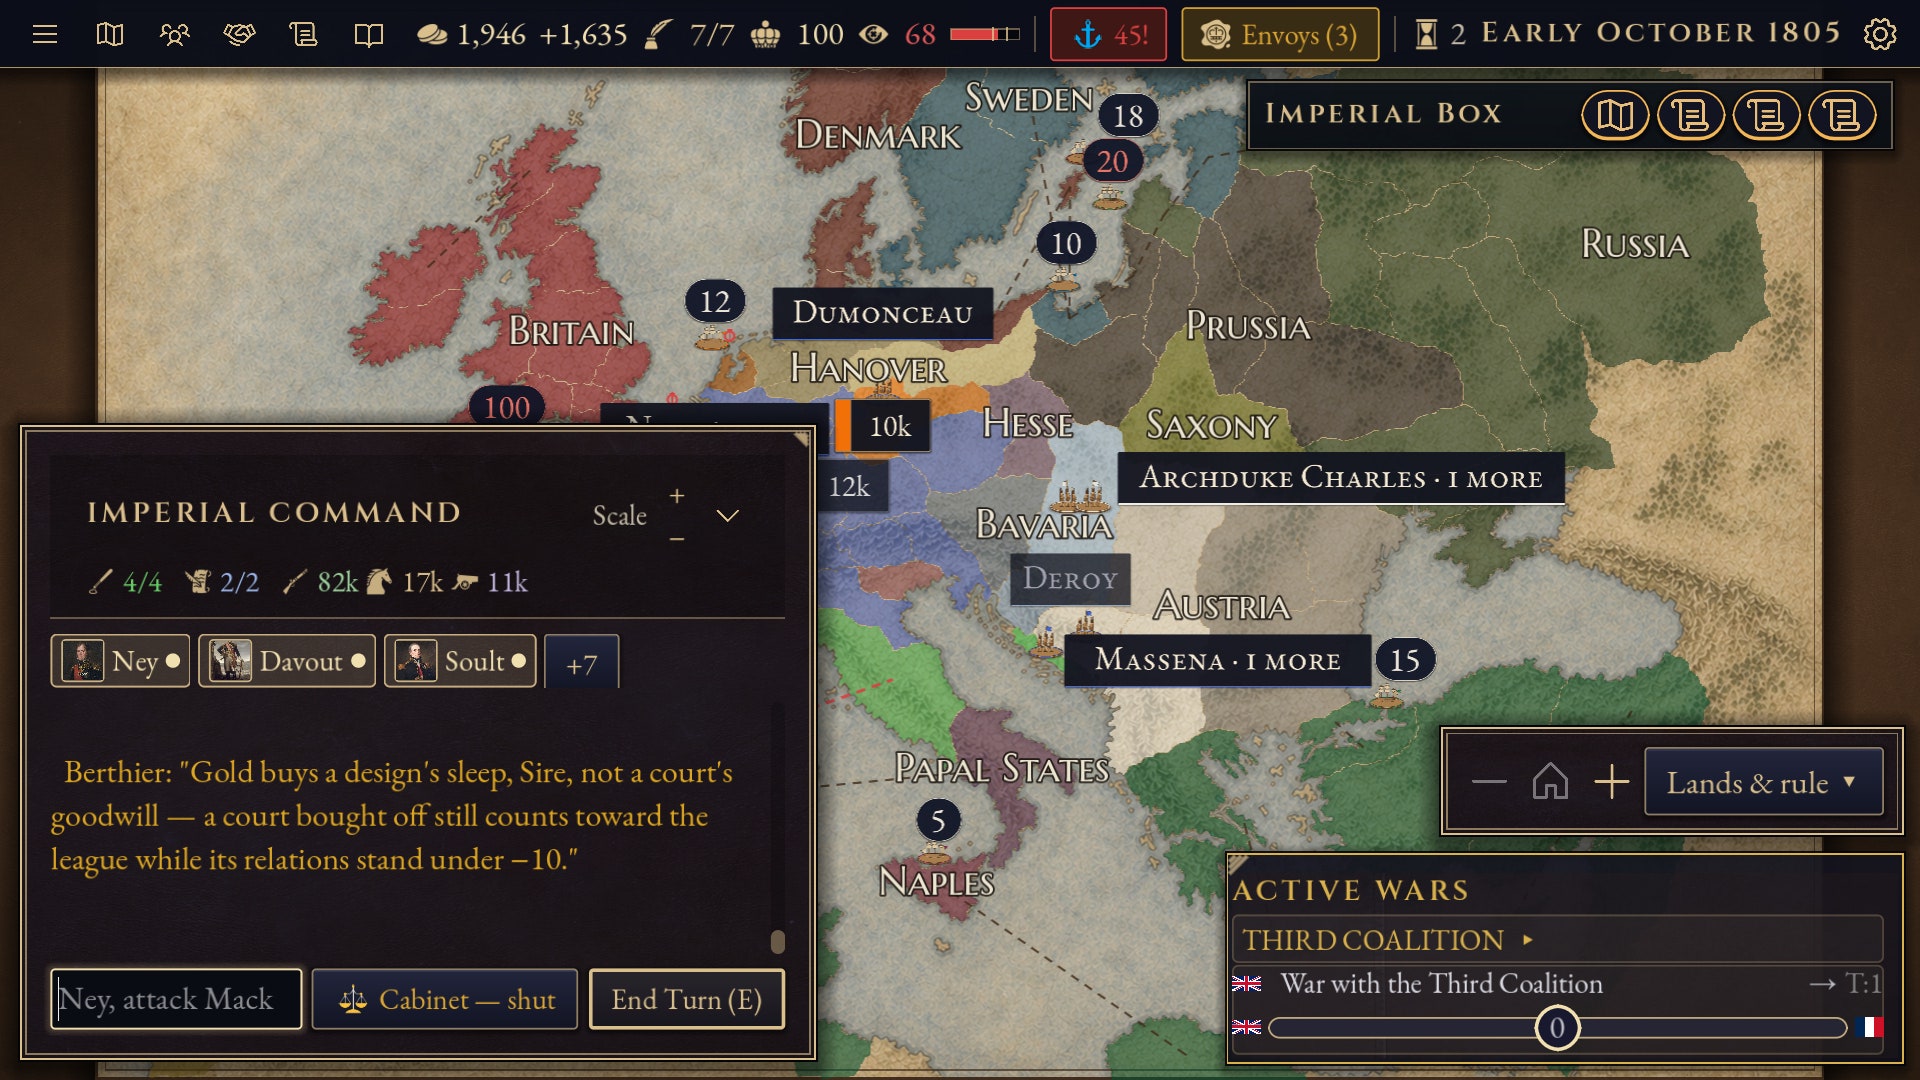 1,946 +1,635 7/7 100 68 45! Envoys (3) 2 EARLY OCTOBER 1805
IMPERIAL BOX
SWEDEN
18
DENMARK
20
RUSSIA
10
12
DUMONCEAU
BRITAIN
PRUSSIA
HANOVER
100
10k
HESSE
SAXONY
12k
ARCHDUKE CHARLES · 1 MORE
BAVARIA
DEROY
AUSTRIA
MASSENA · 1 MORE
15
PAPAL STATES
5
NAPLES
IMPERIAL COMMAND
Scale + −
4/4 2/2 82k 17k 11k
Ney Davout Soult +7
Berthier: "Gold buys a design's sleep, Sire, not a court's
goodwill — a court bought off still counts toward the
league while its relations stand under −10."
Ney, attack Mack
Cabinet — shut
End Turn (E)
Lands & rule
ACTIVE WARS
THIRD COALITION
War with the Third Coalition → T:1
0